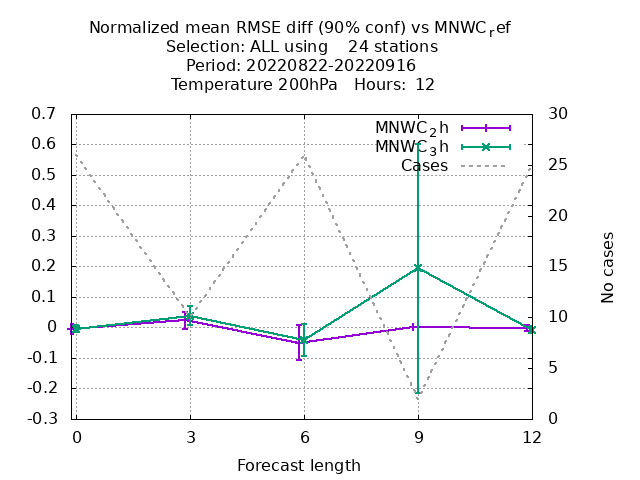 Normalized mean RMSE diff (90% conf) vs MNWC_ref
Selection: ALL using    24 stations
Period: 20220822-20220916
Temperature 200hPa   Hours: 12
0.7
0.6
0.5
0.4
0.3
0.2
0.1
0
-0.1
-0.2
-0.3
MNWC_2h
MNWC_3h
Cases
30
25
20
15
10
5
0
No cases
0 3 6 9 12
Forecast length